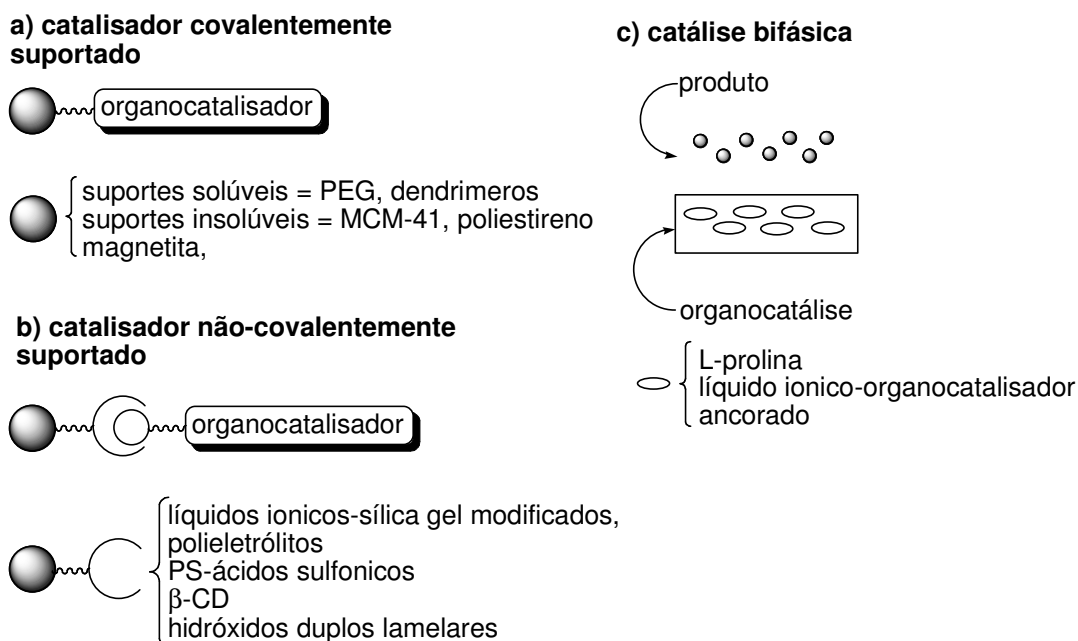 a) catalisador covalentemente
suportado
organocatalisador
suportes solúveis = PEG, dendrimeros
suportes insolúveis = MCM-41, poliestireno
magnetita,
b) catalisador não-covalentemente
suportado
organocatalisador
líquidos ionicos-sílica gel modificados,
polieletrólitos
PS-ácidos sulfonicos
β-CD
hidróxidos duplos lamelares
c) catálise bifásica
produto
organocatálise
L-prolina
líquido ionico-organocatalisador
ancorado